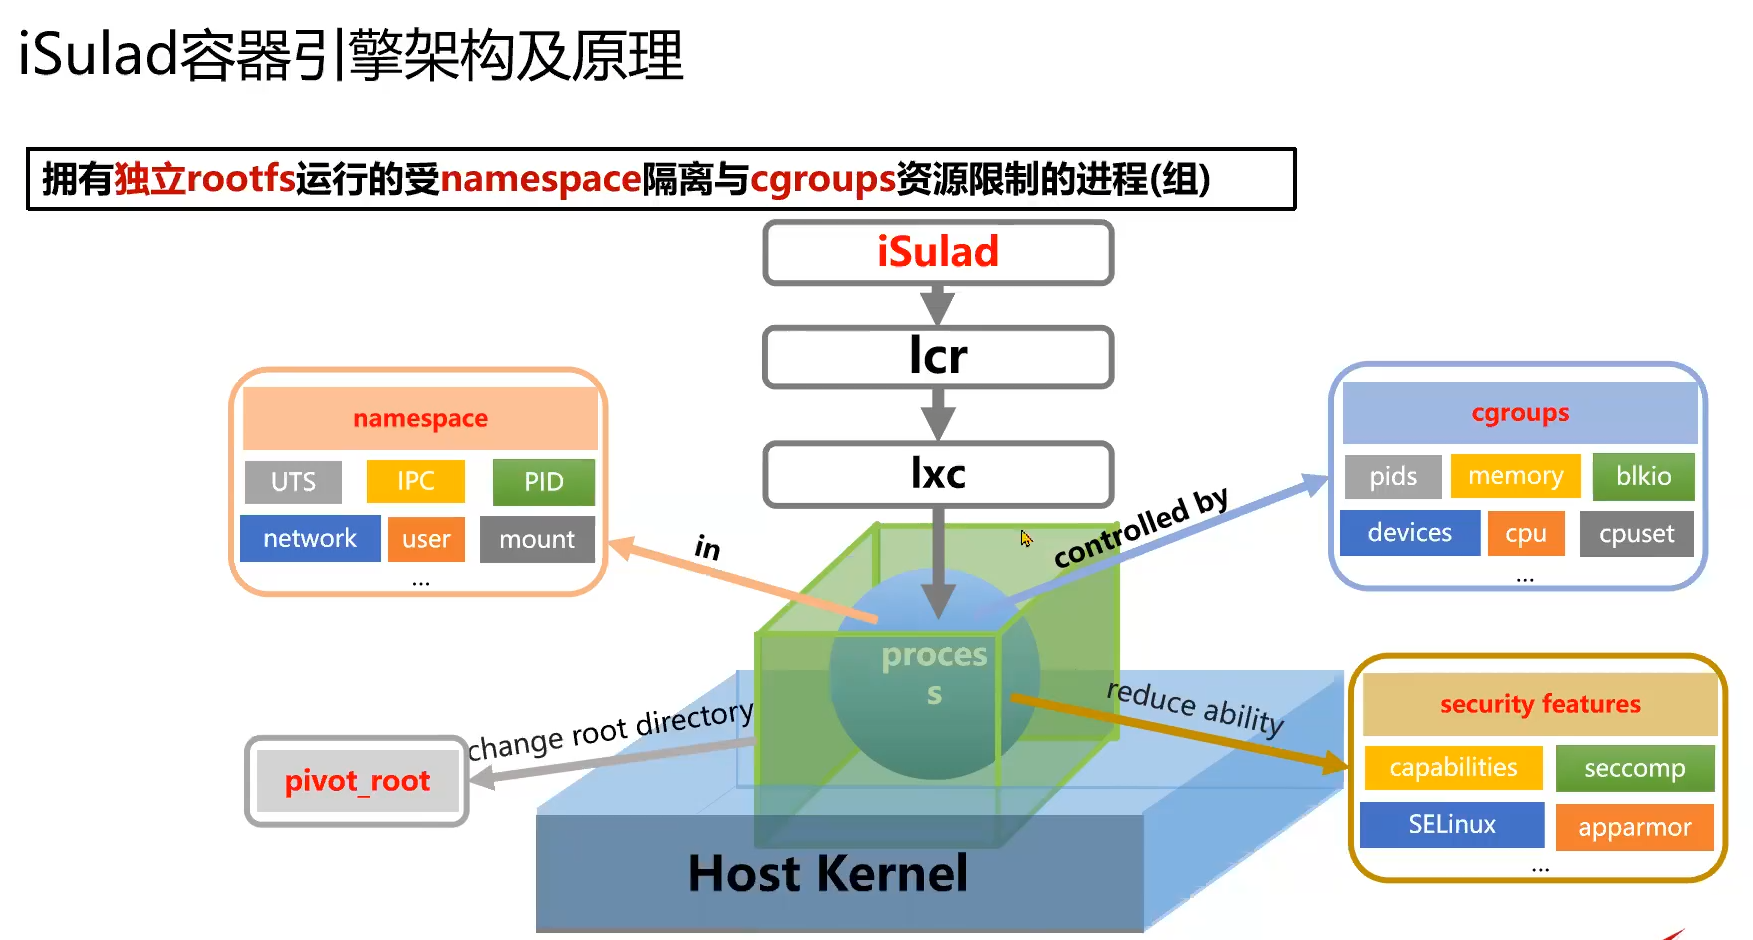 iSulad容器引擎架构及原理
拥有独立rootfs运行的受namespace隔离与cgroups资源限制的进程(组)
iSulad
lcr
lxc
namespace
UTS
IPC
PID
network
user
mount
...
in
controlled by
cgroups
pids
memory
blkio
devices
cpu
cpuset
...
proces
s
change root directory
pivot_root
reduce ability
security features
capabilities
seccomp
SELinux
apparmor
...
Host Kernel